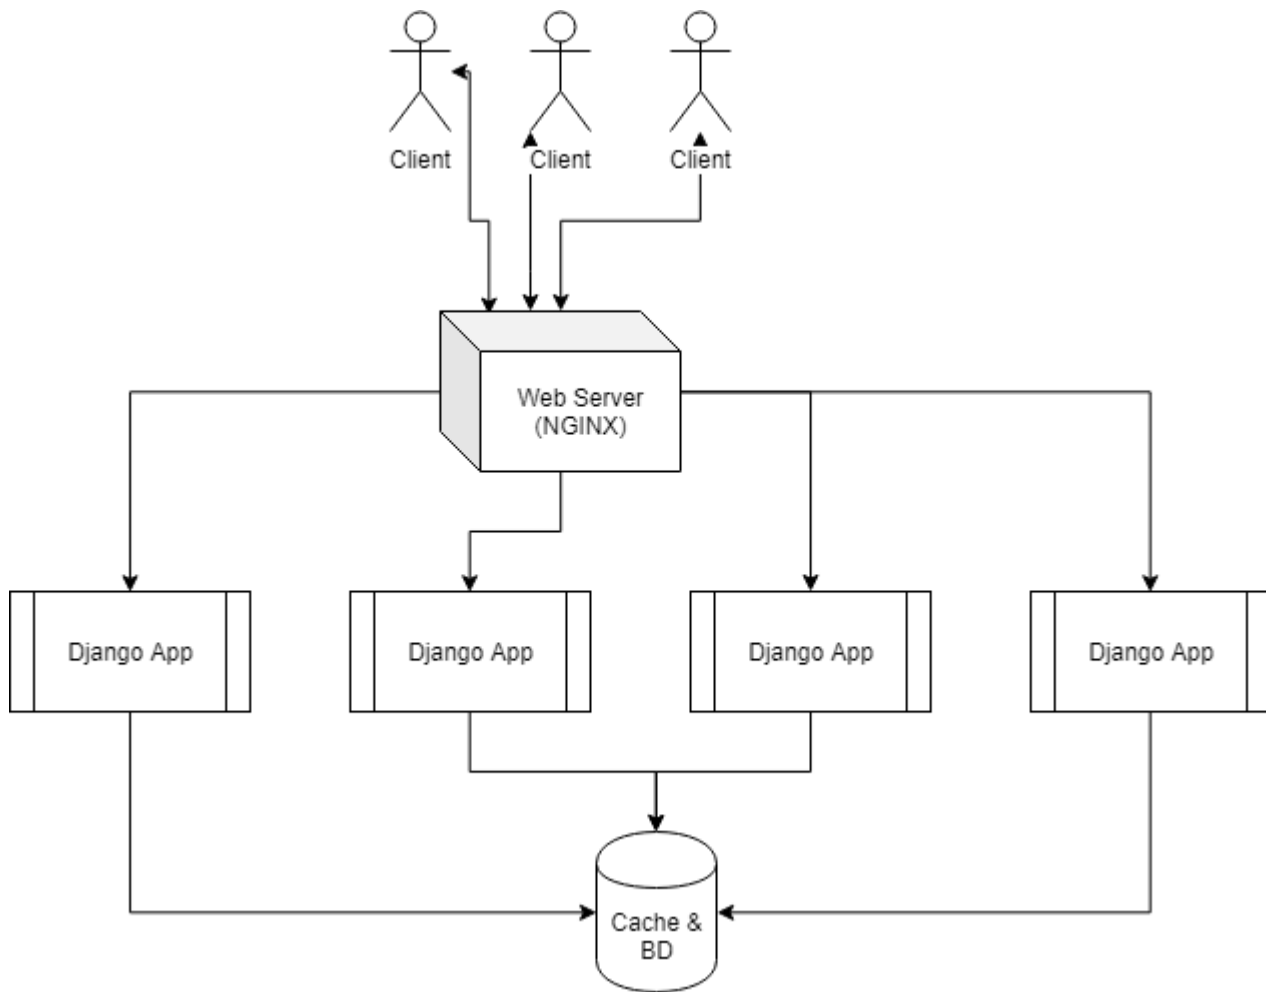 Client
Client
Client
Web Server
(NGINX)
Django App
Django App
Django App
Django App
Cache &
BD